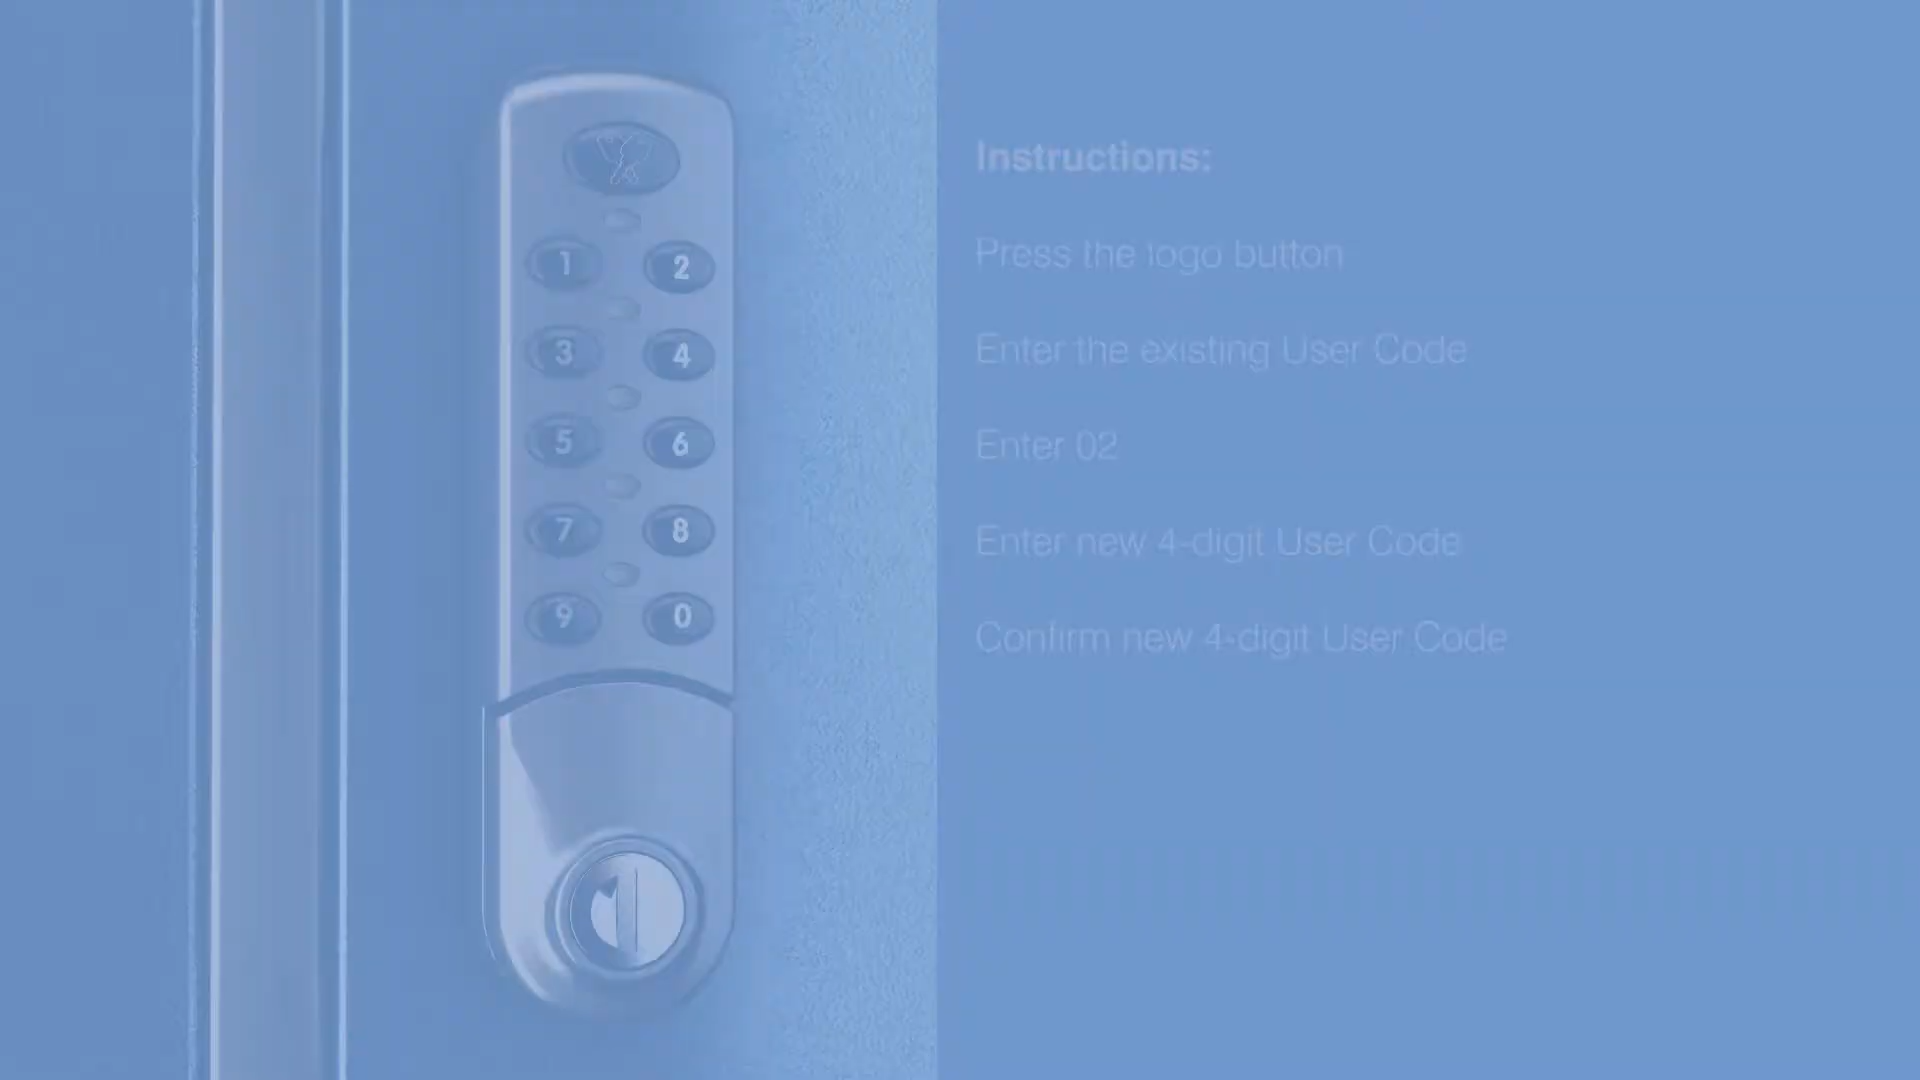 1 2
3 4
5 6
7 8
9 0
Instructions:
Press the logo button
Enter the existing User Code
Enter 02
Enter new 4-digit User Code
Confirm new 4-digit User Code